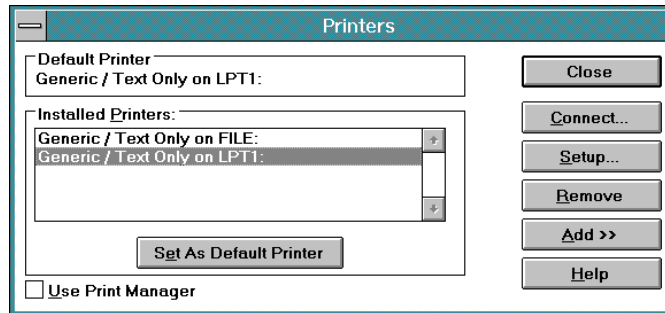 Printers
Default Printer
Generic / Text Only on LPT1:
Installed Printers:
Generic / Text Only on FILE:
Generic / Text Only on LPT1:
Set As Default Printer
Use Print Manager
Close
Connect...
Setup...
Remove
Add >>
Help